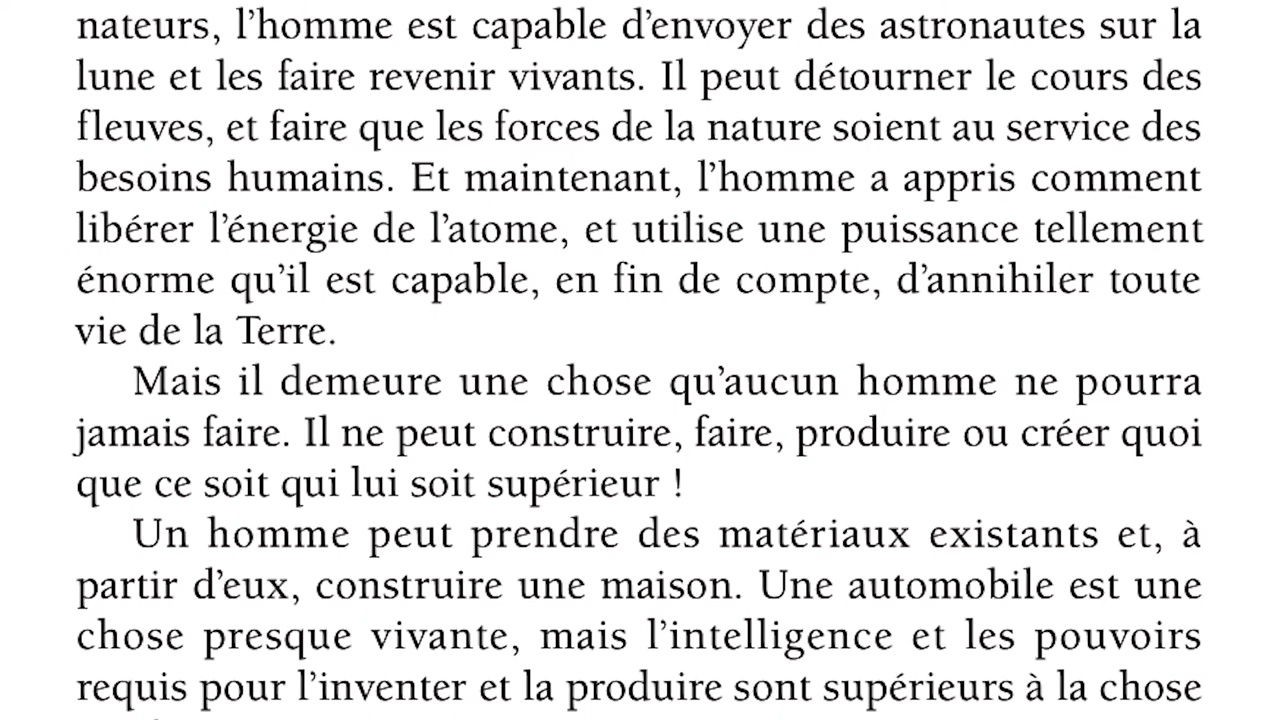 nateurs, l’homme est capable d’envoyer des astronautes sur la
lune et les faire revenir vivants. Il peut détourner le cours des
fleuves, et faire que les forces de la nature soient au service des
besoins humains. Et maintenant, l’homme a appris comment
libérer l’énergie de l’atome, et utilise une puissance tellement
énorme qu’il est capable, en fin de compte, d’annihiler toute
vie de la Terre.
Mais il demeure une chose qu’aucun homme ne pourra
jamais faire. Il ne peut construire, faire, produire ou créer quoi
que ce soit qui lui soit supérieur !
Un homme peut prendre des matériaux existants et, à
partir d’eux, construire une maison. Une automobile est une
chose presque vivante, mais l’intelligence et les pouvoirs
requis pour l’inventer et la produire sont supérieurs à la chose